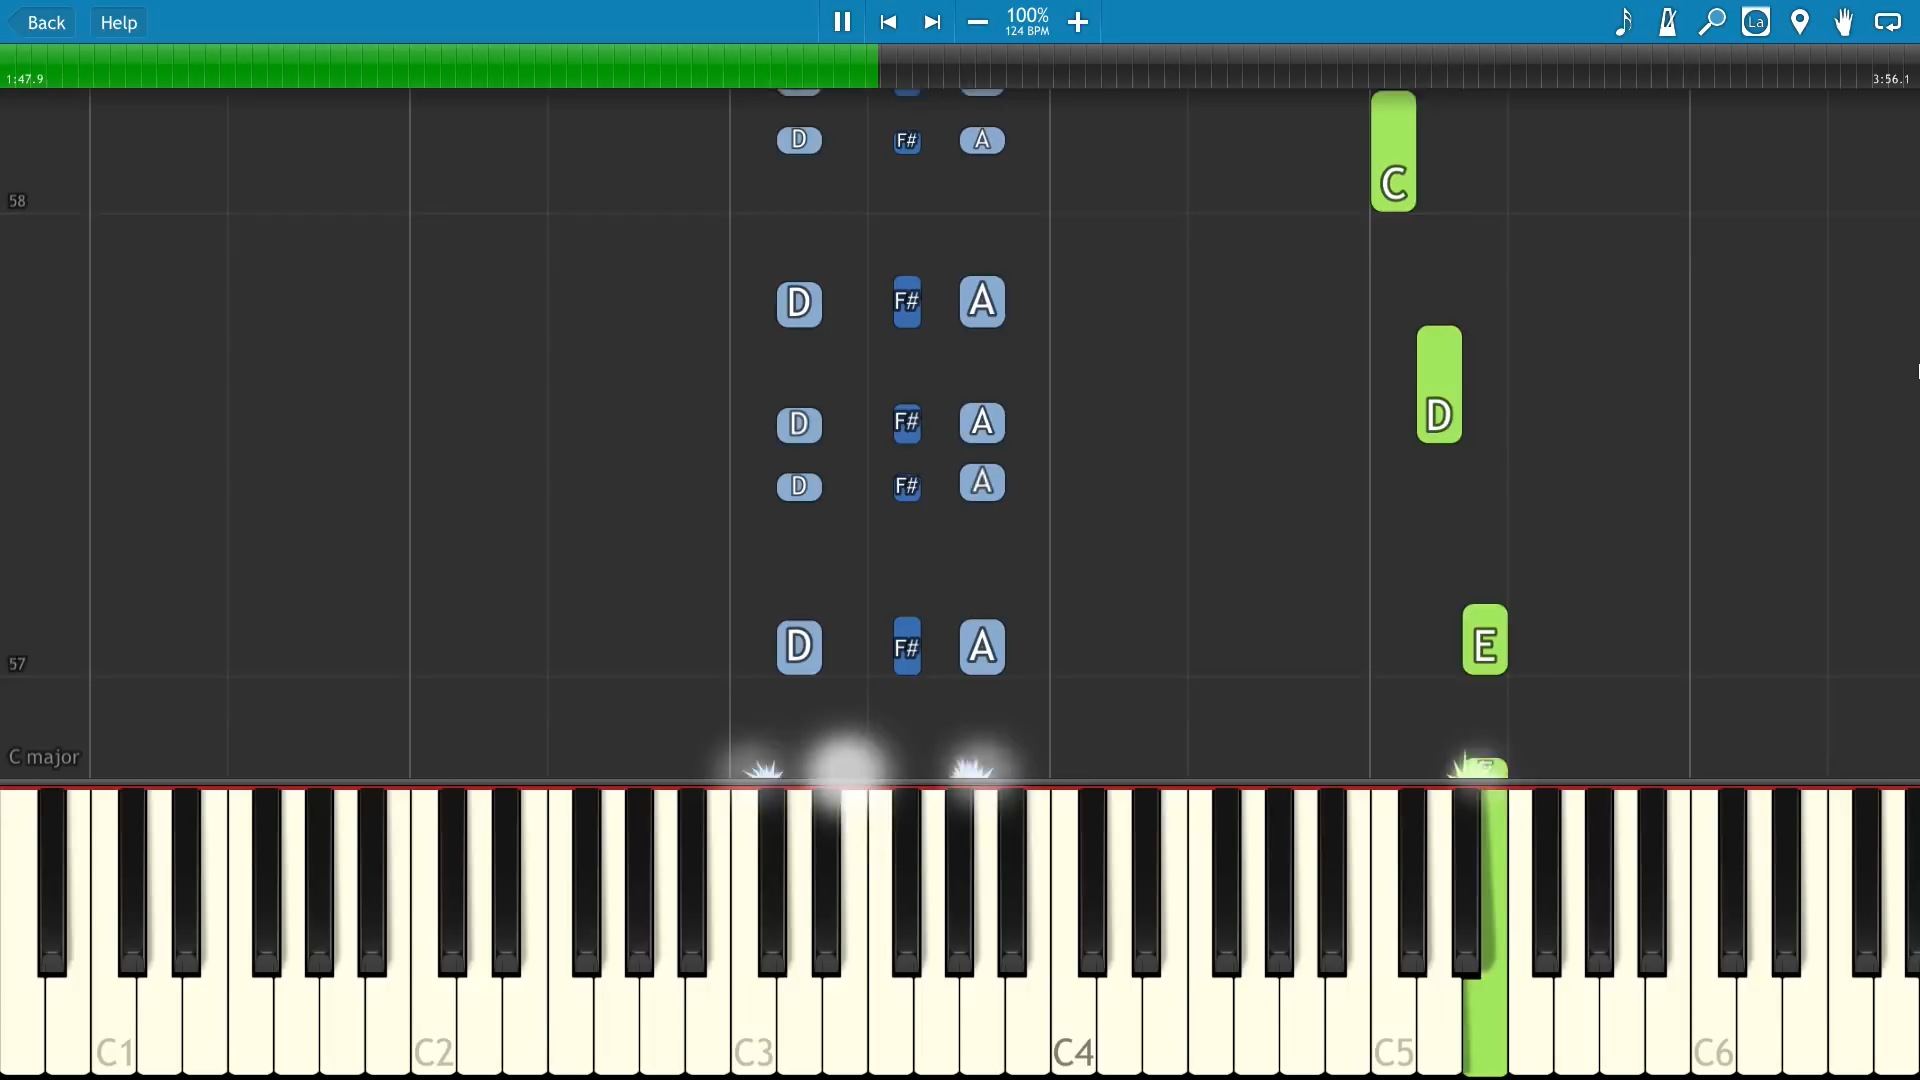 Back Help 100%
124 BPM La
1:47.9 3:56.1
D F# A
C
58
D F# A
D F# A
D
D F# A
D F# A E
57
C major
C1 C2 C3 C4 C5 C6